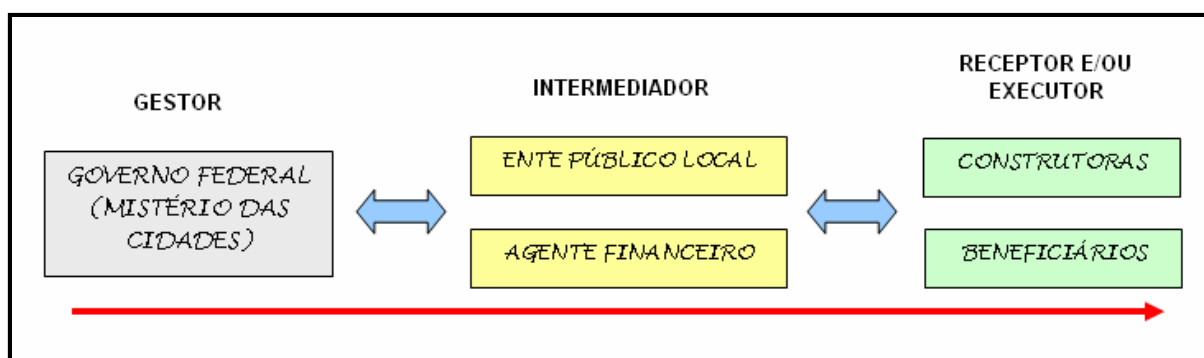 GESTOR
GOVERNO FEDERAL
(MISTÉRIO DAS
CIDADES)
INTERMEDIADOR
ENTE PÚBLICO LOCAL
AGENTE FINANCEIRO
RECEPTOR E/OU
EXECUTOR
CONSTRUTORAS
BENEFICIÁRIOS